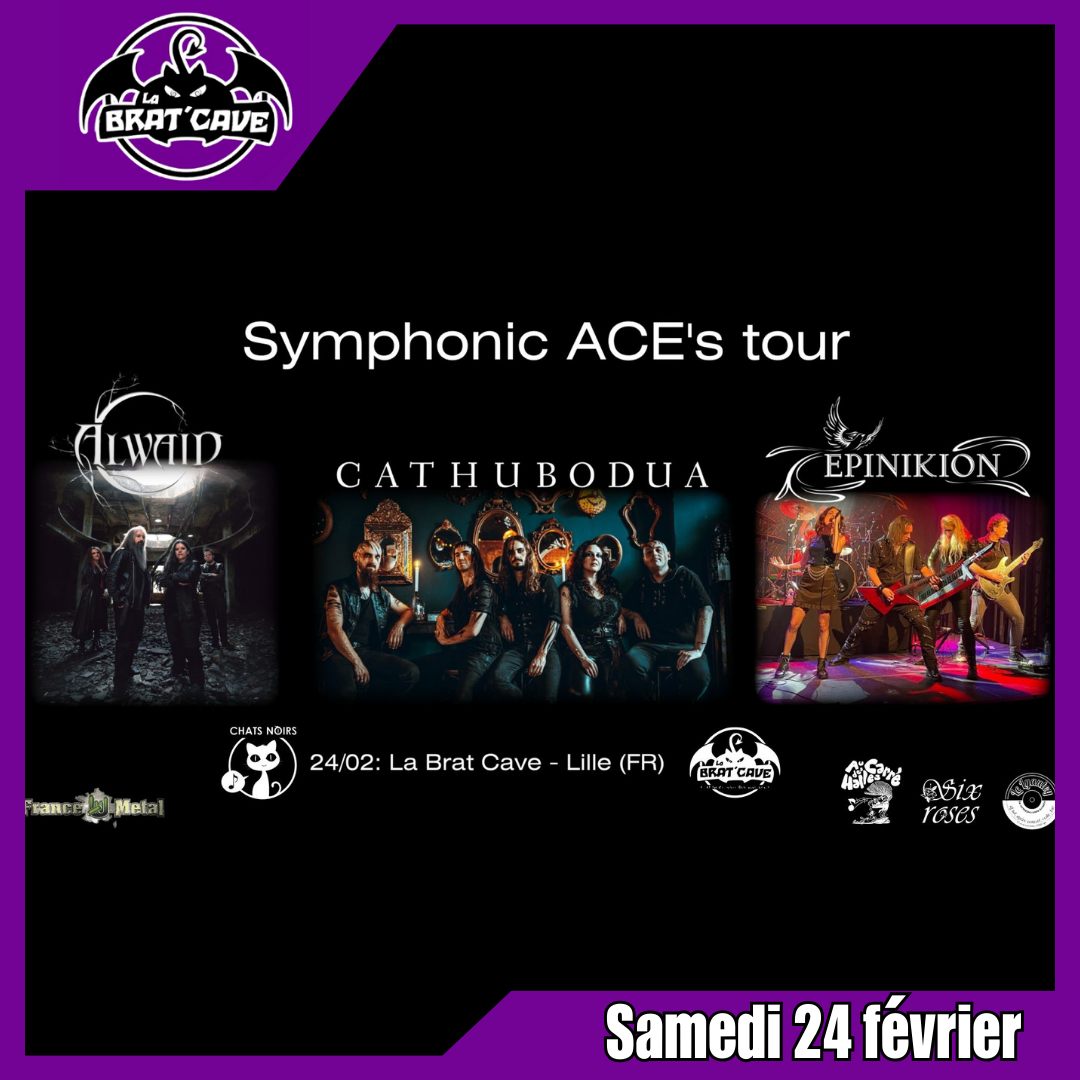 La
BRAT'CAVE
Symphonic ACE's tour
ALWAID
CATHUBODUA
EPINIKION
CHATS NOIRS
24/02: La Brat Cave - Lille (FR)
La
BRAT'CAVE
France Metal
Six
roses
Samedi 24 février